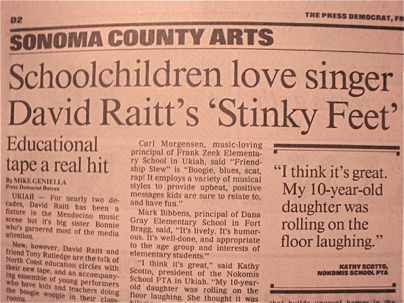 D2
THE PRESS DEMOCRAT, FR
SONOMA COUNTY ARTS
Schoolchildren love singer
David Raitt's 'Stinky Feet'
Educational
tape a real hit
By MIKE GENIELLA
Press Democrat Bureau
UKIAH — For nearly two de-
cades, David Raitt has been a
fixture in the Mendocino music
scene but it's big sister Bonnie
who's garnered most of the media
attention.
Now, however, David Raitt and
friend Tony Rutledge are the talk of
North Coast education circles with
their new tape, and an accompany-
ing ensemble of young performers
who have kids and teachers doing
the boogie woogie in their class-
rooms.
Carl Morgensen, music-loving
principal of Frank Zeek Elementa-
ry School in Ukiah, said "Friend-
ship Stew" is "Boogie, blues, scat,
rap! It employs a variety of musical
styles to provide upbeat, positive
messages kids are sure to relate to,
and have fun."
Mark Bibbens, principal of Dana
Gray Elementary School in Fort
Bragg, said, "It's lively. It's humor-
ous. It's well-done, and appropriate
to the age group and interests of
elementary students."
"I think it's great," said Kathy
Scotto, president of the Nokomis
School PTA in Ukiah. "My 10-year-
old daughter was rolling on the
floor laughing. She thought it was
"I think it's great.
My 10-year-old
daughter was
rolling on the
floor laughing."
KATHY SCOTTO,
NOKOMIS SCHOOL PTA